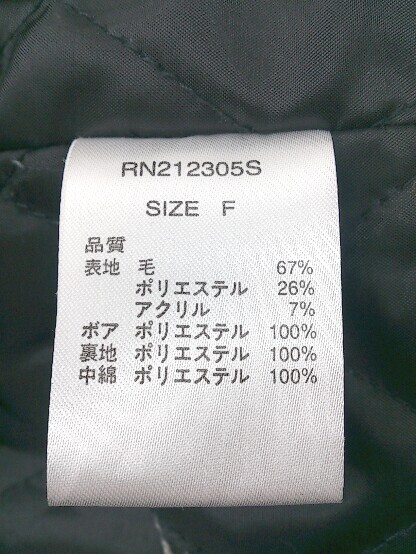 RN212305S
SIZE F
品質
表地 毛 67%
ポリエステル 26%
アクリル 7%
ボア ポリエステル 100%
裏地 ポリエステル 100%
中綿 ポリエステル 100%